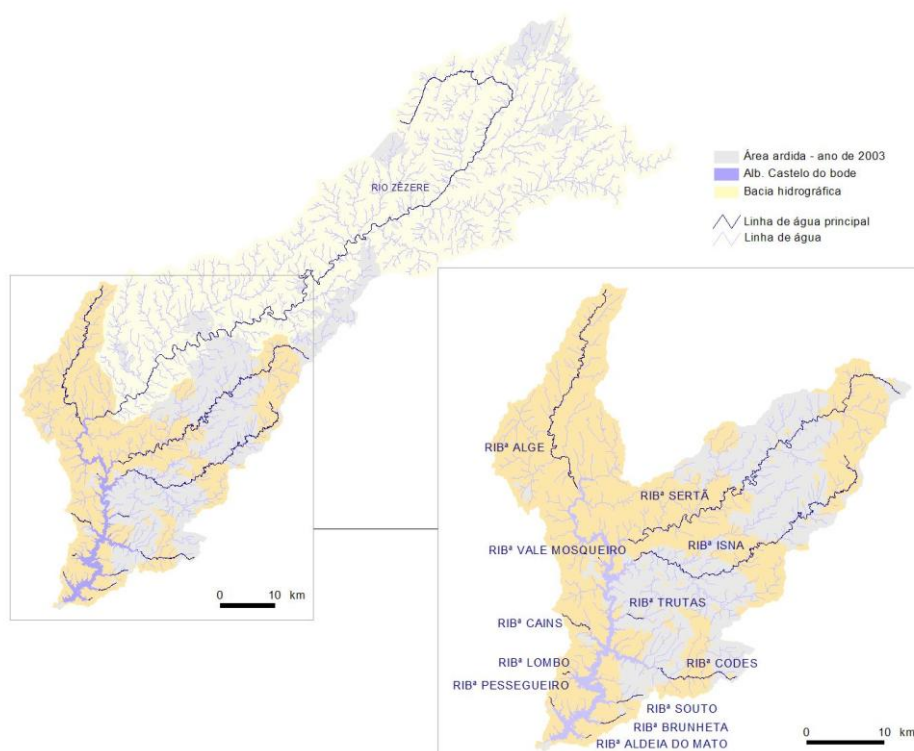 Área ardida - ano de 2003
Alb. Castelo do bode
Bacia hidrográfica
Linha de água principal
Linha de água
RIO ZÊZERE
0 10 km
RIBª ALGE
RIBª SERTÃ
RIBª ISNA
RIBª VALE MOSQUEIRO
RIBª TRUTAS
RIBª CAINS
RIBª LOMBO
RIBª CODES
RIBª PESSEGUEIRO
RIBª SOUTO
RIBª BRUNHETA
RIBª ALDEIA DO MATO
0 10 km